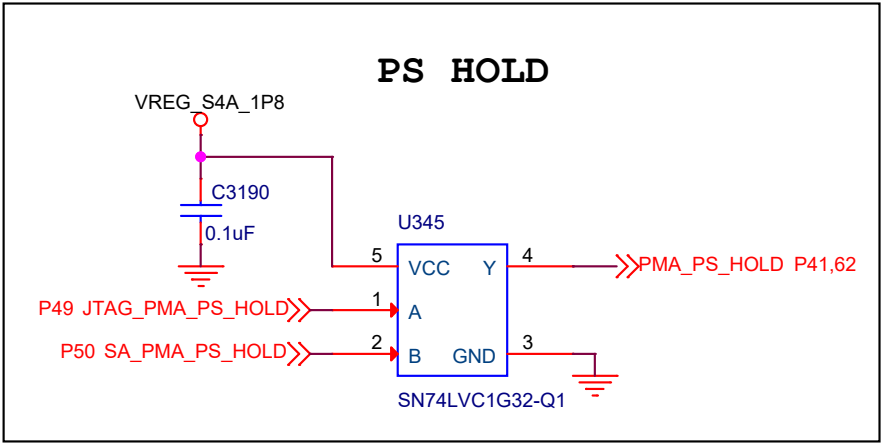 PS HOLD
VREG_S4A_1P8
C3190
0.1uF
U345
5 VCC Y 4 PMA_PS_HOLD P41,62
P49 JTAG_PMA_PS_HOLD 1 A
P50 SA_PMA_PS_HOLD 2 B GND 3
SN74LVC1G32-Q1